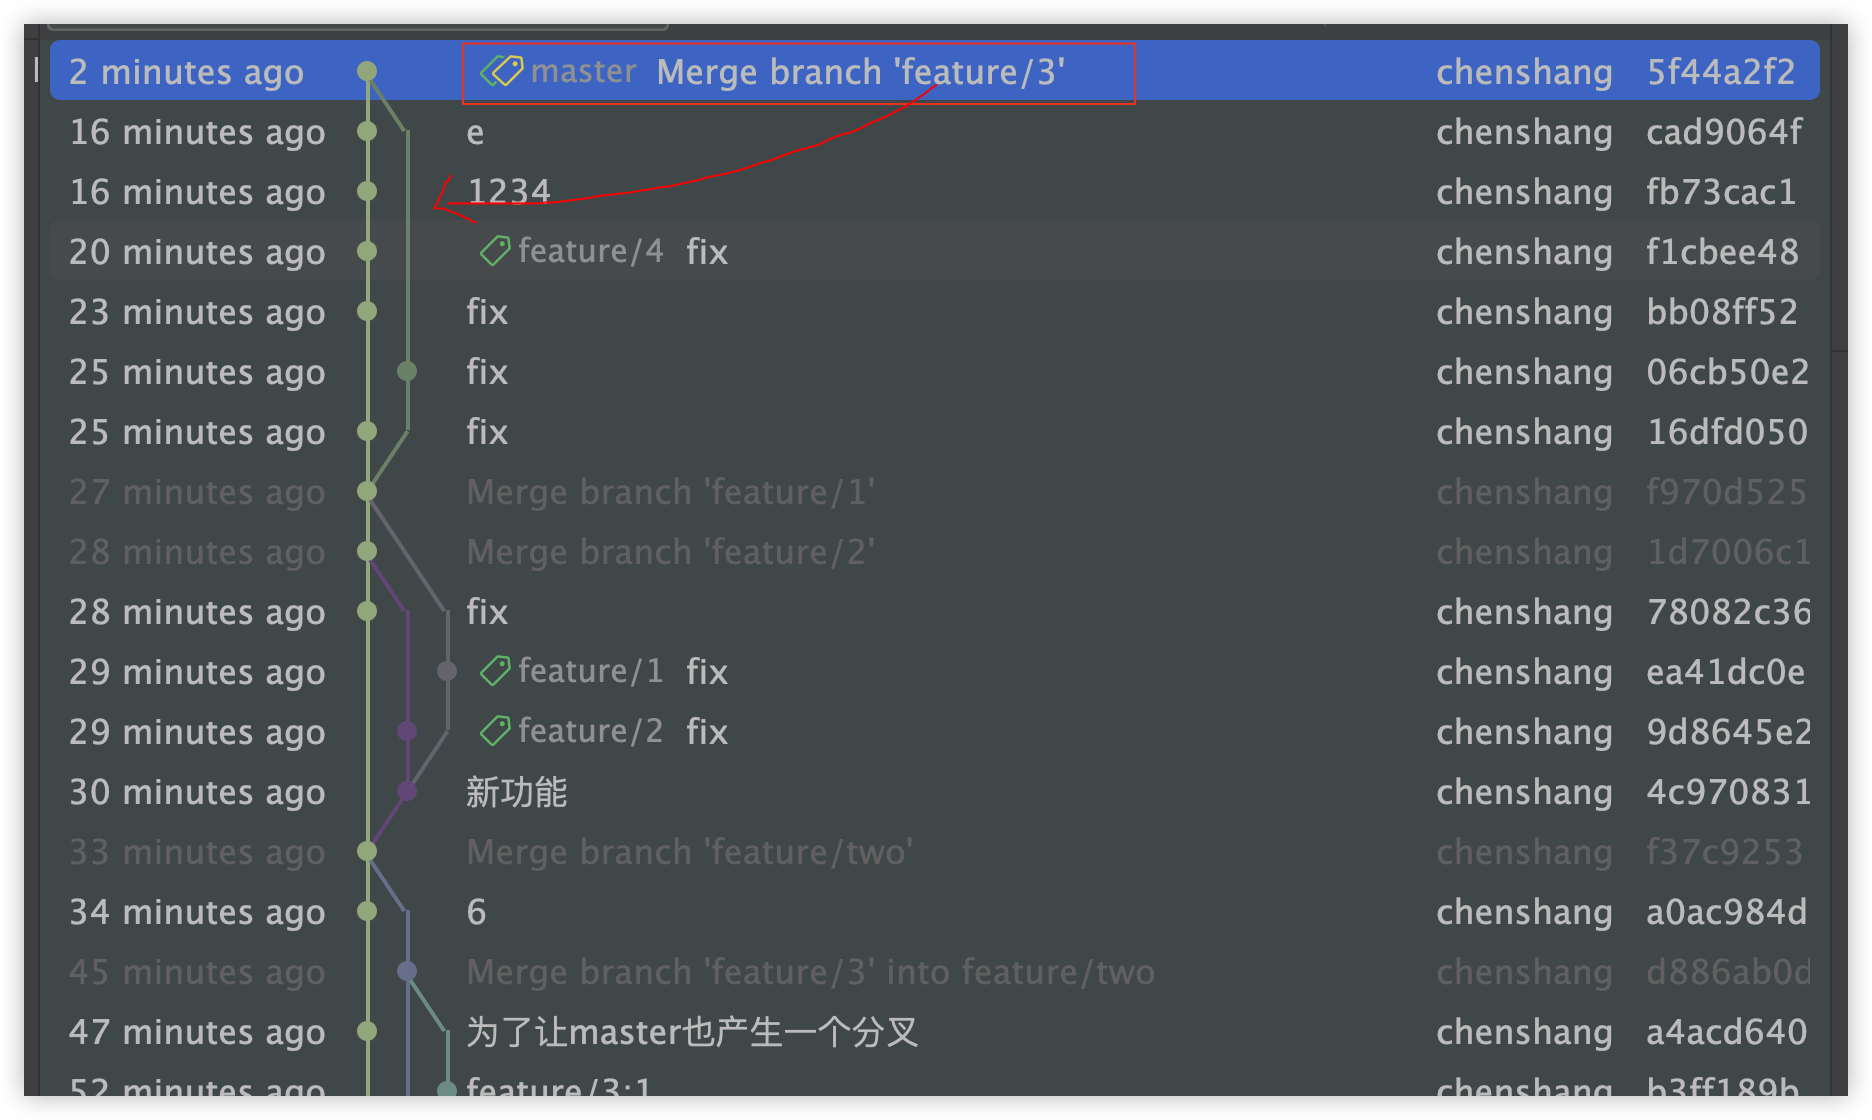 2 minutes ago master Merge branch 'feature/3' chenshang 5f44a2f2
16 minutes ago e chenshang cad9064f
16 minutes ago 1234 chenshang fb73cac1
20 minutes ago feature/4 fix chenshang f1cbee48
23 minutes ago fix chenshang bb08ff52
25 minutes ago fix chenshang 06cb50e2
25 minutes ago fix chenshang 16dfd050
27 minutes ago Merge branch 'feature/1' chenshang f970d525
28 minutes ago Merge branch 'feature/2' chenshang 1d7006c1
28 minutes ago fix chenshang 78082c36
29 minutes ago feature/1 fix chenshang ea41dc0e
29 minutes ago feature/2 fix chenshang 9d8645e2
30 minutes ago 新功能 chenshang 4c970831
33 minutes ago Merge branch 'feature/two' chenshang f37c9253
34 minutes ago 6 chenshang a0ac984d
45 minutes ago Merge branch 'feature/3' into feature/two chenshang d886ab0d
47 minutes ago 为了让master也产生一个分叉 chenshang a4acd640
52 minutes ago feature/3:1 chenshang b3ff189b